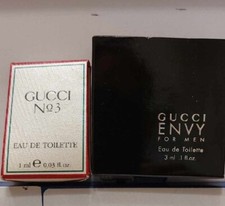 GUCCI
No3
EAU DE TOILETTE
1 ml e 0.03 fl.oz.
GUCCI
ENVY
FOR MEN
Eau de Toilette
3 ml .1 fl.oz